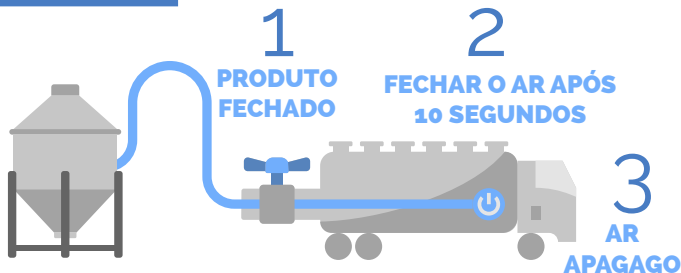 1
PRODUTO
FECHADO
2
FECHAR O AR APÓS
10 SEGUNDOS
3
AR
APAGAGO